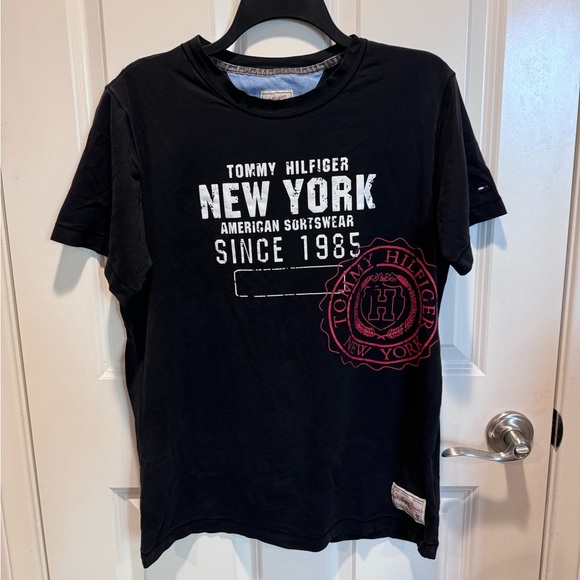 TOMMY HILFIGER
NEW YORK
AMERICAN SORTSWEAR
SINCE 1985
TOMMY HILFIGER
H
NEW YORK